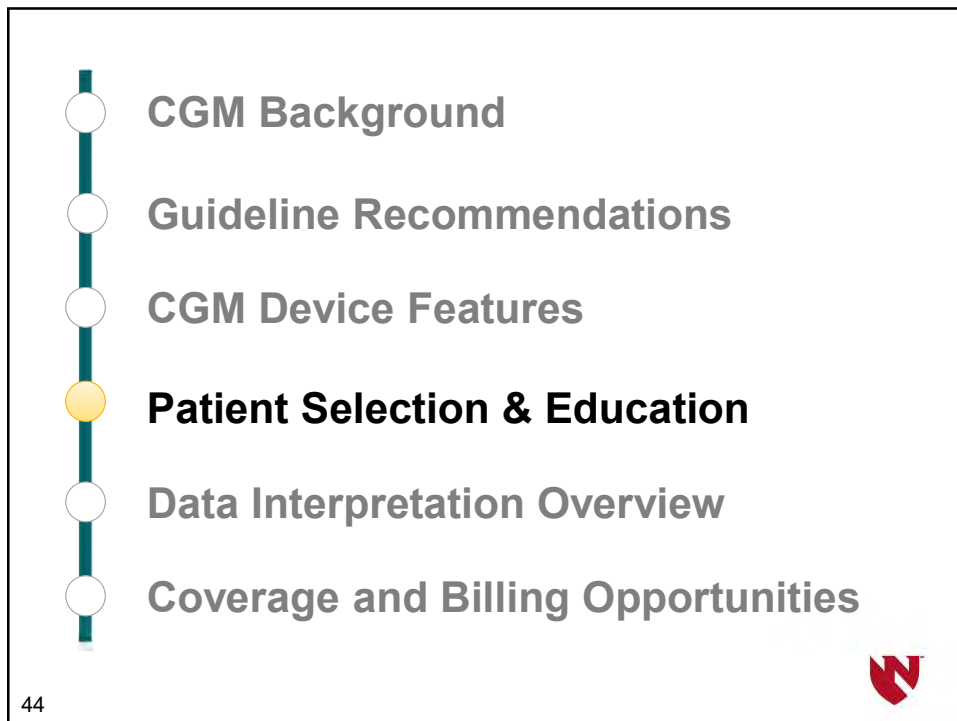 CGM Background
Guideline Recommendations
CGM Device Features
Patient Selection & Education
Data Interpretation Overview
Coverage and Billing Opportunities
44
N